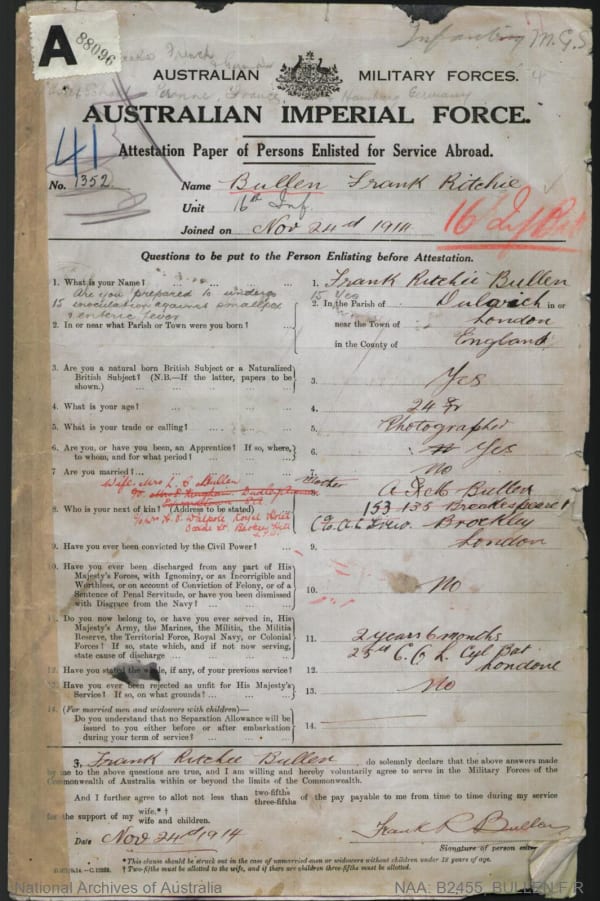 A 88096
Infantry M.G.S.
French
France, Hamburg Germany
AUSTRALIAN MILITARY FORCES.
AUSTRALIAN IMPERIAL FORCE.
Attestation Paper of Persons Enlisted for Service Abroad.
41
No. 1352
Name Bullen Frank Ritchie
Unit 16th Inf.
Joined on Nov 24d 1914
16 Inf Bat
Questions to be put to the Person Enlisting before Attestation.
1. What is your Name? ... 1. Frank Ritchie Bullen
15 Are you prepared to undergo inoculation against smallpox & enteric fever 15 Yes
2. In or near what Parish or Town were you born? ... 2. In the Parish of Dulwich in or
near the Town of London
in the County of England
3. Are you a natural born British Subject or a Naturalized
British Subject? (N.B.—If the latter, papers to be
shown.) 3. Yes
4. What is your age? 4. 24 Yr
5. What is your trade or calling? 5. Photographer
6. Are you, or have you been, an Apprentice? If so, where,
to whom, and for what period? 6. Yes
7. Are you married? 7. No
Wife, Mrs L. E. Bullen
8. Who is your next of kin? (Address to be stated) 8. Bullen
Royal Hotel
153 135 Breakespeare
Brockley
London
9. Have you ever been convicted by the Civil Power? 9.
10. Have you ever been discharged from any part of His
Majesty's Forces, with Ignominy, or as Incorrigible and
Worthless, or on account of Conviction of Felony, or of a
Sentence of Penal Servitude, or have you been dismissed
with Disgrace from the Navy? 10. No
11. Do you now belong to, or have you ever served in, His
Majesty's Army, the Marines, the Militia, the Militia
Reserve, the Territorial Force, Royal Navy, or Colonial
Forces? If so, state which, and if not now serving,
state cause of discharge 11. 2 years 6 months
25th C. of L. Cyl Bat
London
12. Have you stated the whole, if any, of your previous service? 12.
13. Have you ever been rejected as unfit for His Majesty's
Service? If so, on what grounds? 13. No
14. (For married men and widowers with children)—
Do you understand that no Separation Allowance will be
issued to you either before or after embarkation
during your term of service? 14.
3. Frank Ritchie Bullen do solemnly declare that the above answers made
by me to the above questions are true, and I am willing and hereby voluntarily agree to serve in the Military Forces of the
Commonwealth of Australia within or beyond the limits of the Commonwealth.
And I further agree to allot not less than two-fifths three-fifths of the pay payable to me from time to time during my service
for the support of my wife.*† wife and children.
Date Nov 24d 1914
Frank R Bullen
Signature of person
* This clause should be struck out in the case of unmarried men or widowers without children under 18 years of age.
† Two-fifths must be allotted to the wife, and if there are children three-fifths must be allotted.
National Archives of Australia
NAA: B2455, BULLEN F R